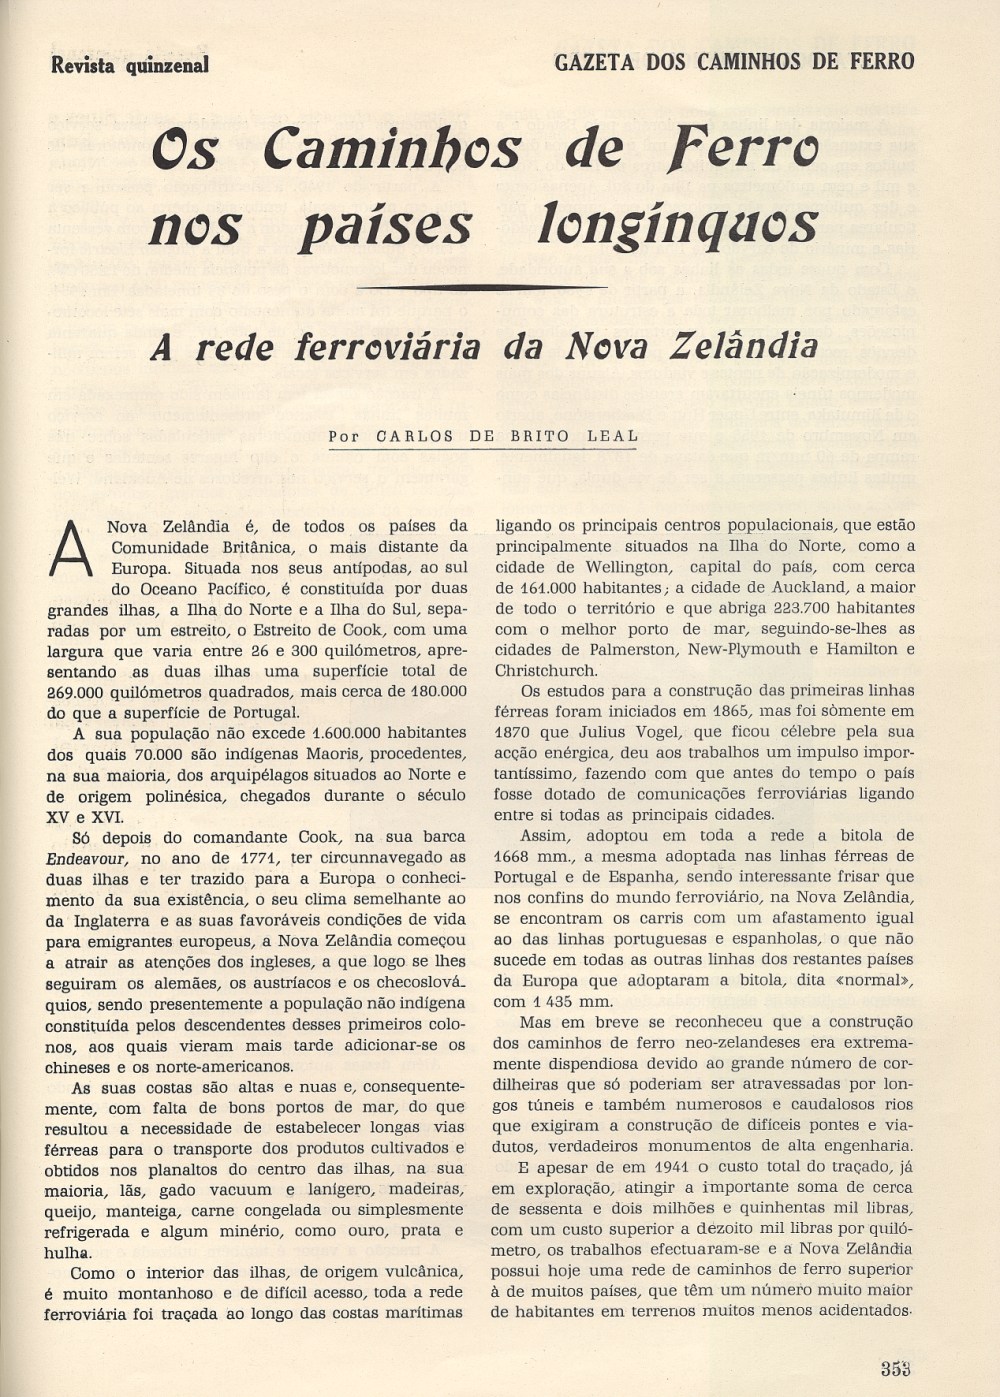 Revista quinzenal
GAZETA DOS CAMINHOS DE FERRO
Os Caminhos de Ferro
nos países longínquos
A rede ferroviária da Nova Zelândia
Por CARLOS DE BRITO LEAL
A Nova Zelândia é, de todos os países da
Comunidade Britânica, o mais distante da
Europa. Situada nos seus antípodas, ao sul
do Oceano Pacífico, é constituída por duas
grandes ilhas, a Ilha do Norte e a Ilha do Sul, sepa-
radas por um estreito, o Estreito de Cook, com uma
largura que varia entre 26 e 300 quilómetros, apre-
sentando as duas ilhas uma superfície total de
269.000 quilómetros quadrados, mais cerca de 180.000
do que a superfície de Portugal.
A sua população não excede 1.600.000 habitantes
dos quais 70.000 são indígenas Maoris, procedentes,
na sua maioria, dos arquipélagos situados ao Norte e
de origem polinésica, chegados durante o século
XV e XVI.
Só depois do comandante Cook, na sua barca
Endeavour, no ano de 1771, ter circunnavegado as
duas ilhas e ter trazido para a Europa o conheci-
mento da sua existência, o seu clima semelhante ao
da Inglaterra e as suas favoráveis condições de vida
para emigrantes europeus, a Nova Zelândia começou
a atrair as atenções dos ingleses, a que logo se lhes
seguiram os alemães, os austríacos e os checoslová-
quios, sendo presentemente a população não indígena
constituída pelos descendentes desses primeiros colo-
nos, aos quais vieram mais tarde adicionar-se os
chineses e os norte-americanos.
As suas costas são altas e nuas e, consequente-
mente, com falta de bons portos de mar, do que
resultou a necessidade de estabelecer longas vias
férreas para o transporte dos produtos cultivados e
obtidos nos planaltos do centro das ilhas, na sua
maioria, lãs, gado vacuum e lanígero, madeiras,
queijo, manteiga, carne congelada ou simplesmente
refrigerada e algum minério, como ouro, prata e
hulha.
Como o interior das ilhas, de origem vulcânica,
é muito montanhoso e de difícil acesso, toda a rede
ferroviária foi traçada ao longo das costas marítimas
ligando os principais centros populacionais, que estão
principalmente situados na Ilha do Norte, como a
cidade de Wellington, capital do país, com cerca
de 161.000 habitantes; a cidade de Auckland, a maior
de todo o território e que abriga 223.700 habitantes
com o melhor porto de mar, seguindo-se-lhes as
cidades de Palmerston, New-Plymouth e Hamilton e
Christchurch.
Os estudos para a construção das primeiras linhas
férreas foram iniciados em 1865, mas foi sòmente em
1870 que Julius Vogel, que ficou célebre pela sua
acção enérgica, deu aos trabalhos um impulso impor-
tantíssimo, fazendo com que antes do tempo o país
fosse dotado de comunicações ferroviárias ligando
entre si todas as principais cidades.
Assim, adoptou em toda a rede a bitola de
1668 mm., a mesma adoptada nas linhas férreas de
Portugal e de Espanha, sendo interessante frisar que
nos confins do mundo ferroviário, na Nova Zelândia,
se encontram os carris com um afastamento igual
ao das linhas portuguesas e espanholas, o que não
sucede em todas as outras linhas dos restantes países
da Europa que adoptaram a bitola, dita «normal»,
com 1 435 mm.
Mas em breve se reconheceu que a construção
dos caminhos de ferro neo-zelandeses era extrema-
mente dispendiosa devido ao grande número de cor-
dilheiras que só poderiam ser atravessadas por lon-
gos túneis e também numerosos e caudalosos rios
que exigiram a construção de difíceis pontes e via-
dutos, verdadeiros monumentos de alta engenharia.
E apesar de em 1941 o custo total do traçado, já
em exploração, atingir a importante soma de cerca
de sessenta e dois milhões e quinhentas mil libras,
com um custo superior a dezoito mil libras por quiló-
metro, os trabalhos efectuaram-se e a Nova Zelândia
possui hoje uma rede de caminhos de ferro superior
à de muitos países, que têm um número muito maior
de habitantes em terrenos muitos menos acidentados.
353